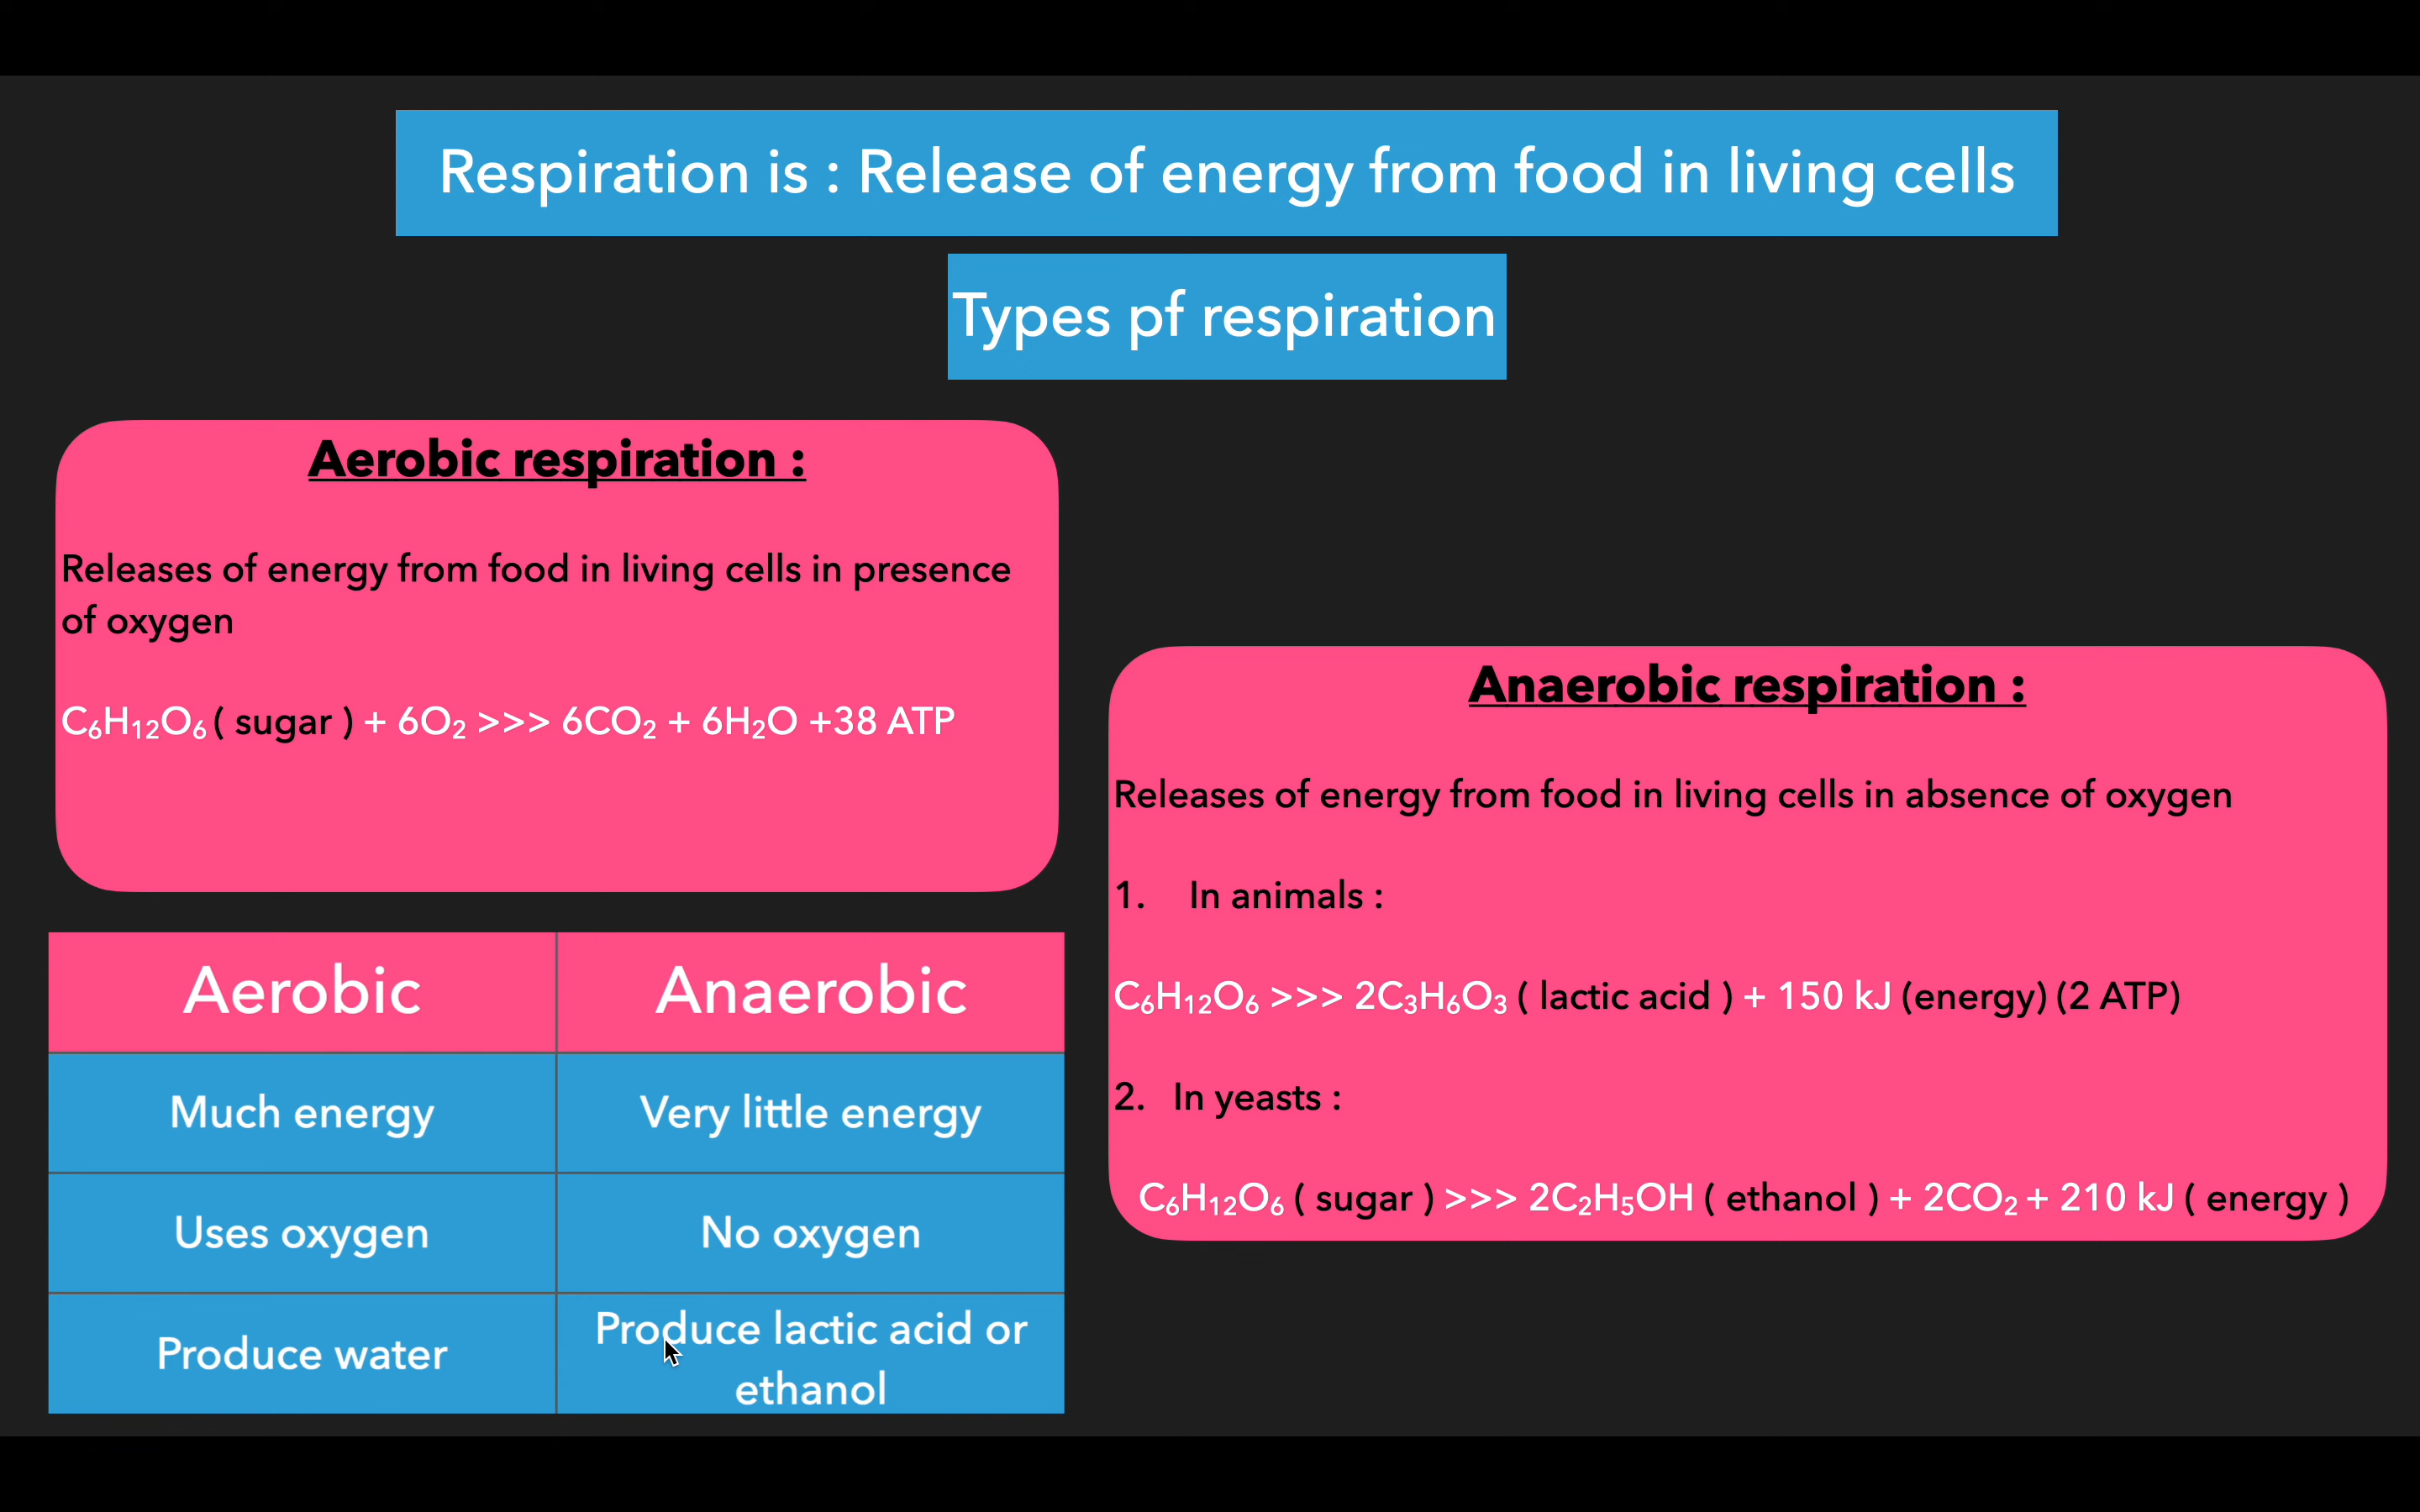 Respiration is : Release of energy from food in living cells
Types pf respiration
Aerobic respiration :
Releases of energy from food in living cells in presence
of oxygen
C₆H₁₂O₆ ( sugar ) + 6O₂ >>> 6CO₂ + 6H₂O +38 ATP
Anaerobic respiration :
Releases of energy from food in living cells in absence of oxygen
1. In animals :
C₆H₁₂O₆ >>> 2C₃H₆O₃ ( lactic acid ) + 150 kJ (energy) (2 ATP)
2. In yeasts :
C₆H₁₂O₆ ( sugar ) >>> 2C₂H₅OH ( ethanol ) + 2CO₂ + 210 kJ ( energy )
Aerobic Anaerobic
Much energy Very little energy
Uses oxygen No oxygen
Produce water Produce lactic acid or
ethanol